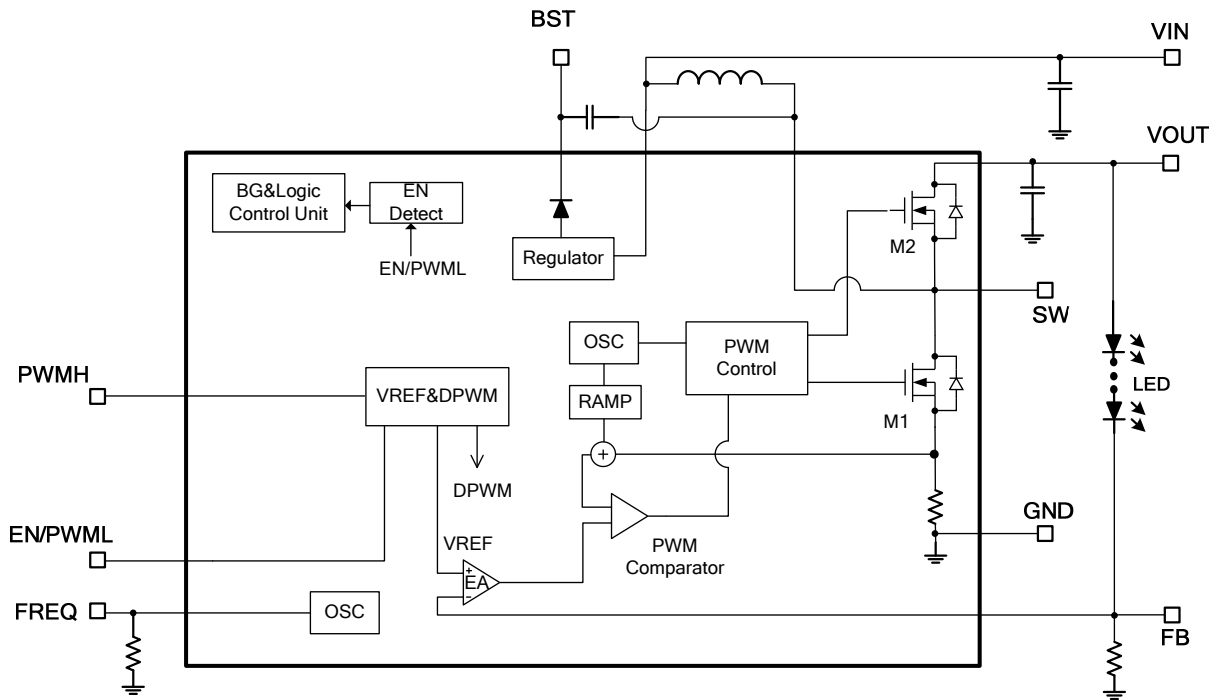 BST
VIN
VOUT
BG&Logic
Control Unit
EN
Detect
EN/PWML
Regulator
M2
SW
OSC
PWM
Control
PWMH
VREF&DPWM
RAMP
M1
LED
+
DPWM
GND
EN/PWML
VREF
PWM
Comparator
+
EA
-
FREQ
OSC
FB